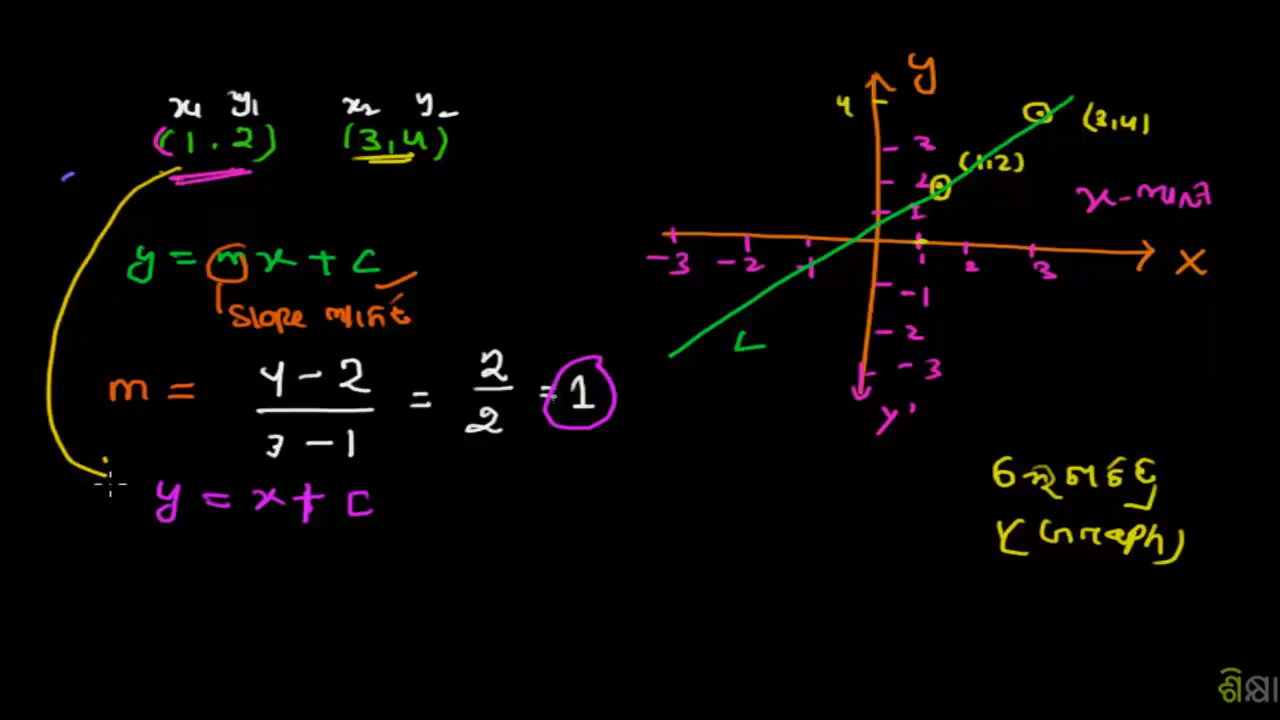 x₁ y₁ x₂ y₂
(1, 2) (3, 4)
y = mx + c
Slope
m = (4 - 2)/(3 - 1) = 2/2 = 1
y = x + c
y
4
3
2
1
(3,4)
(1,2)
-3 -2 -1 1 2 3 X
-1
-2
-3
y'
L
(Graph)
ଶିକ୍ଷା